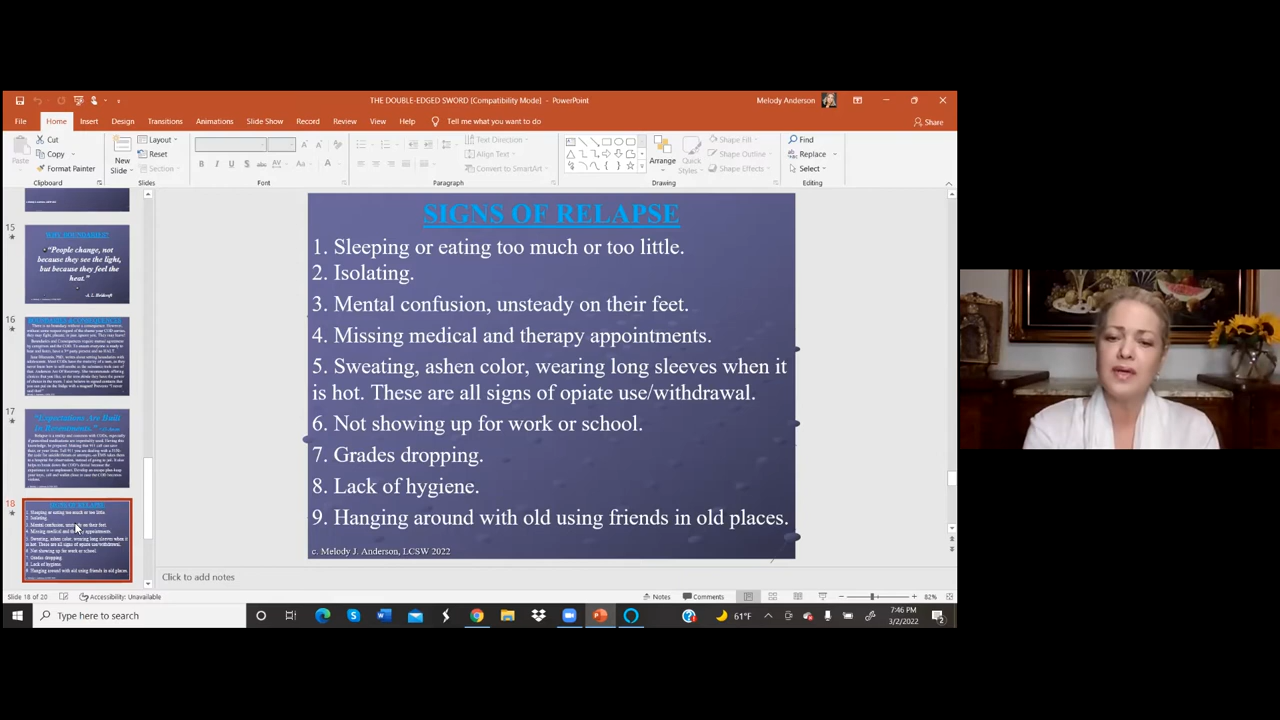 THE DOUBLE-EDGED SWORD [Compatibility Mode] - PowerPoint
Melody Anderson
File Home Insert Design Transitions Animations Slide Show Record Review View Help Tell me what you want to do
Share
Paste
Cut
Copy
Format Painter
Clipboard
New Slide
Layout
Reset
Section
Slides
Font
Text Direction
Align Text
Convert to SmartArt
Paragraph
Arrange
Quick Styles
Shape Fill
Shape Outline
Shape Effects
Drawing
Find
Replace
Select
Editing
15
WHY BOUNDARIES?
"People change, not
because they see the light,
but because they feel the
heat."
16
17
"Expectations Are Built
18
SIGNS OF RELAPSE
1. Sleeping or eating too much or too little.
2. Isolating.
3. Mental confusion, unsteady on their feet.
4. Missing medical and therapy appointments.
5. Sweating, ashen color, wearing long sleeves when it
is hot. These are all signs of opiate use/withdrawal.
6. Not showing up for work or school.
7. Grades dropping.
8. Lack of hygiene.
9. Hanging around with old using friends in old places.
c. Melody J. Anderson, LCSW 2022
Click to add notes
Slide 18 of 20
Accessibility: Unavailable
Notes
Comments
82%
Type here to search
61°F
7:46 PM
3/2/2022